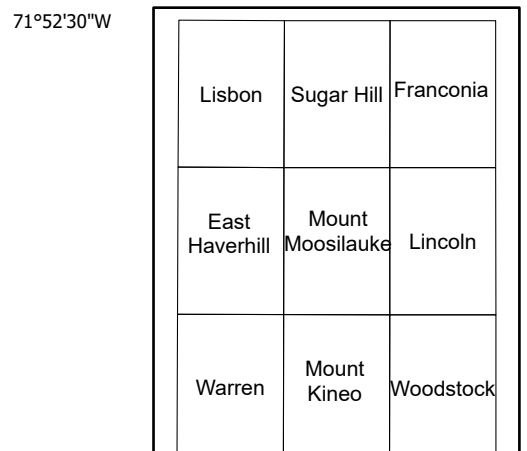 71°52'30"W
Lisbon
Sugar Hill
Franconia
East
Haverhill
Mount
Moosilauke
Lincoln
Warren
Mount
Kineo
Woodstock